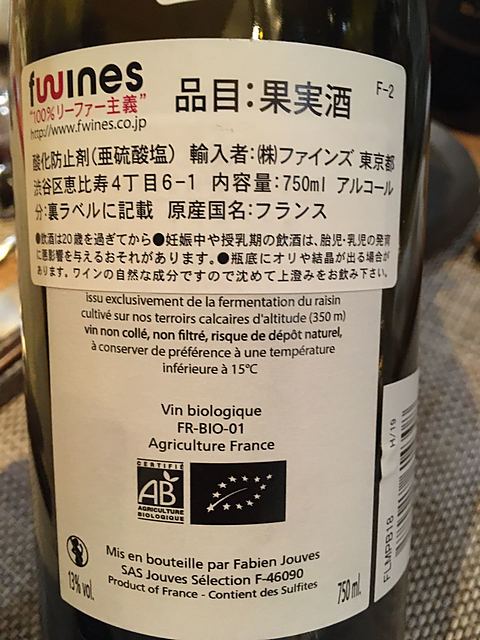 fwines
"100%リーファー主義"
http://www.fwines.co.jp
品目:果実酒
F-2
酸化防止剤(亜硫酸塩) 輸入者:㈱ファインズ 東京都
渋谷区恵比寿4丁目6-1 内容量:750ml アルコール
分:裏ラベルに記載 原産国名:フランス
●飲酒は20歳を過ぎてから●妊娠中や授乳期の飲酒は、胎児・乳児の発育
に悪影響を与えるおそれがあります。●瓶底にオリや結晶が出る場合が
あります。ワインの自然な成分ですので沈めて上澄みをお飲み下さい。
issu exclusivement de la fermentation du raisin
cultivé sur nos terroirs calcaires d'altitude (350 m)
vin non collé, non filtré, risque de dépôt naturel,
à conserver de préférence à une température
inférieure à 15°C
Vin biologique
FR-BIO-01
Agriculture France
CERTIFIÉ
AB
AGRICULTURE
BIOLOGIQUE
Mis en bouteille par Fabien Jouves
SAS Jouves Sélection F-46090
Product of France - Contient des Sulfites
13% vol.
750 ml.
H/19
FLMPB18